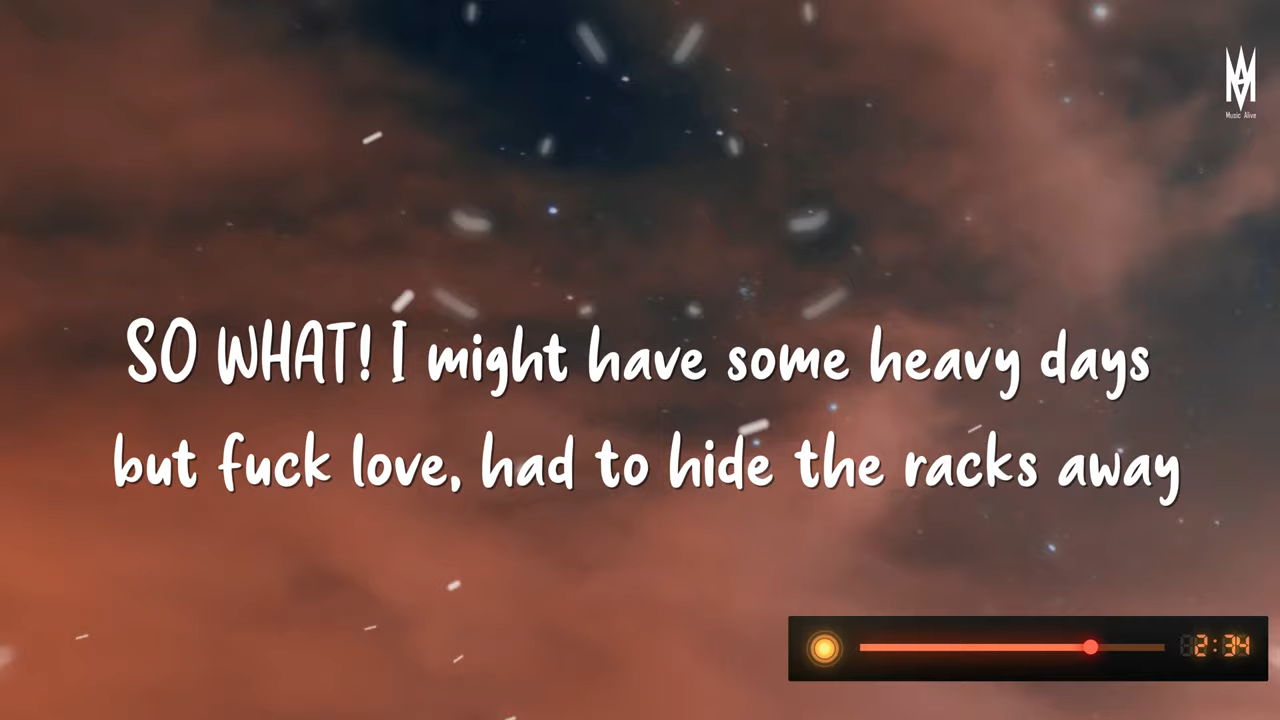 Music Alive
SO WHAT! I might have some heavy days
but fuck love, had to hide the racks away
2:34